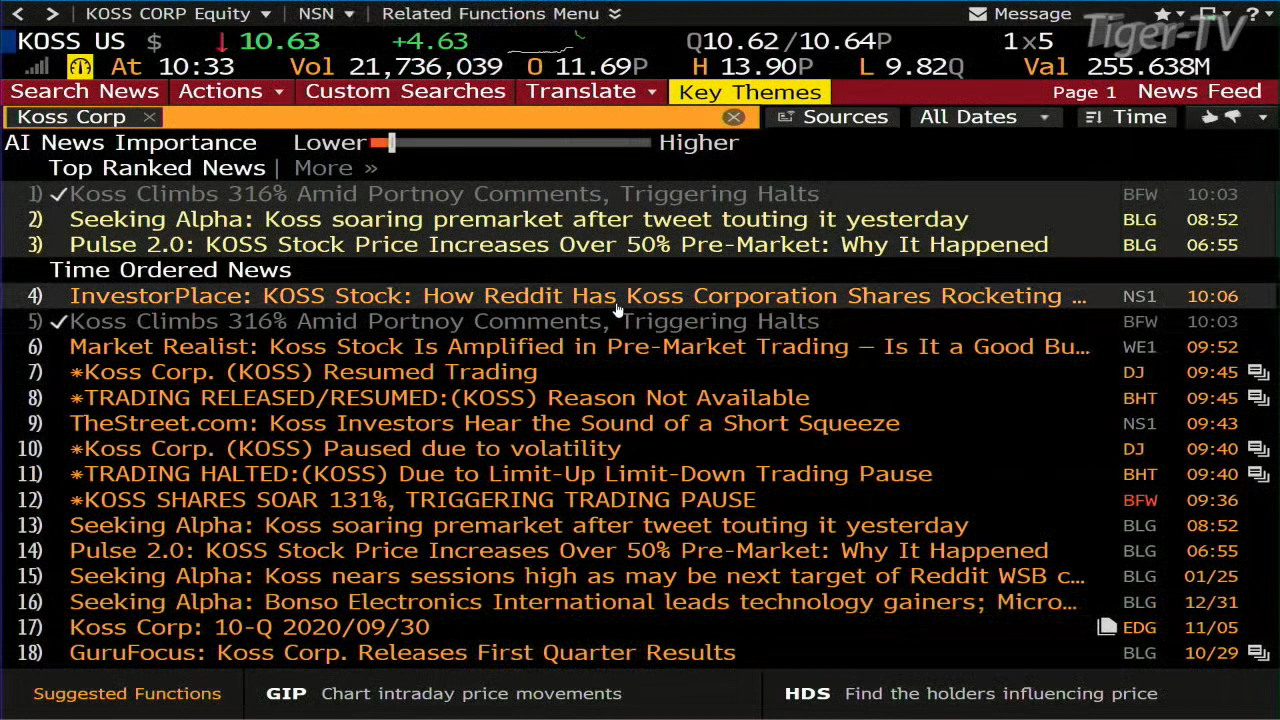 < > KOSS CORP Equity NSN Related Functions Menu Message ?
KOSS US $ ↓ 10.63 +4.63 Q10.62/10.64P 1x5 Tiger-TV
At 10:33 Vol 21,736,039 O 11.69P H 13.90P L 9.82Q Val 255.638M
Search News Actions Custom Searches Translate Key Themes Page 1 News Feed
Koss Corp × Sources All Dates Time
AI News Importance Lower Higher
Top Ranked News | More »
1) ✓Koss Climbs 316% Amid Portnoy Comments, Triggering Halts BFW 10:03
2) Seeking Alpha: Koss soaring premarket after tweet touting it yesterday BLG 08:52
3) Pulse 2.0: KOSS Stock Price Increases Over 50% Pre-Market: Why It Happened BLG 06:55
Time Ordered News
4) InvestorPlace: KOSS Stock: How Reddit Has Koss Corporation Shares Rocketing ... NS1 10:06
5) ✓Koss Climbs 316% Amid Portnoy Comments, Triggering Halts BFW 10:03
6) Market Realist: Koss Stock Is Amplified in Pre-Market Trading – Is It a Good Bu... WE1 09:52
7) *Koss Corp. (KOSS) Resumed Trading DJ 09:45
8) *TRADING RELEASED/RESUMED:(KOSS) Reason Not Available BHT 09:45
9) TheStreet.com: Koss Investors Hear the Sound of a Short Squeeze NS1 09:43
10) *Koss Corp. (KOSS) Paused due to volatility DJ 09:40
11) *TRADING HALTED:(KOSS) Due to Limit-Up Limit-Down Trading Pause BHT 09:40
12) *KOSS SHARES SOAR 131%, TRIGGERING TRADING PAUSE BFW 09:36
13) Seeking Alpha: Koss soaring premarket after tweet touting it yesterday BLG 08:52
14) Pulse 2.0: KOSS Stock Price Increases Over 50% Pre-Market: Why It Happened BLG 06:55
15) Seeking Alpha: Koss nears sessions high as may be next target of Reddit WSB c... BLG 01/25
16) Seeking Alpha: Bonso Electronics International leads technology gainers; Micro... BLG 12/31
17) Koss Corp: 10-Q 2020/09/30 EDG 11/05
18) GuruFocus: Koss Corp. Releases First Quarter Results BLG 10/29
Suggested Functions GIP Chart intraday price movements HDS Find the holders influencing price